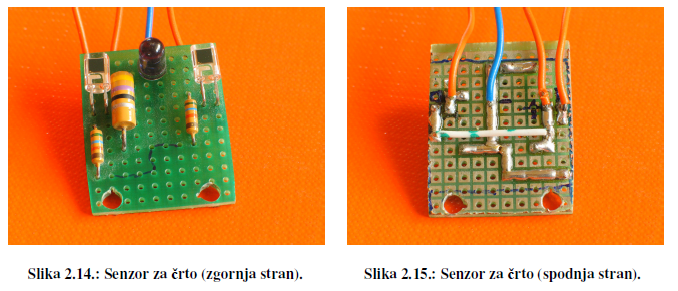 Slika 2.14.: Senzor za črto (zgornja stran).
Slika 2.15.: Senzor za črto (spodnja stran).